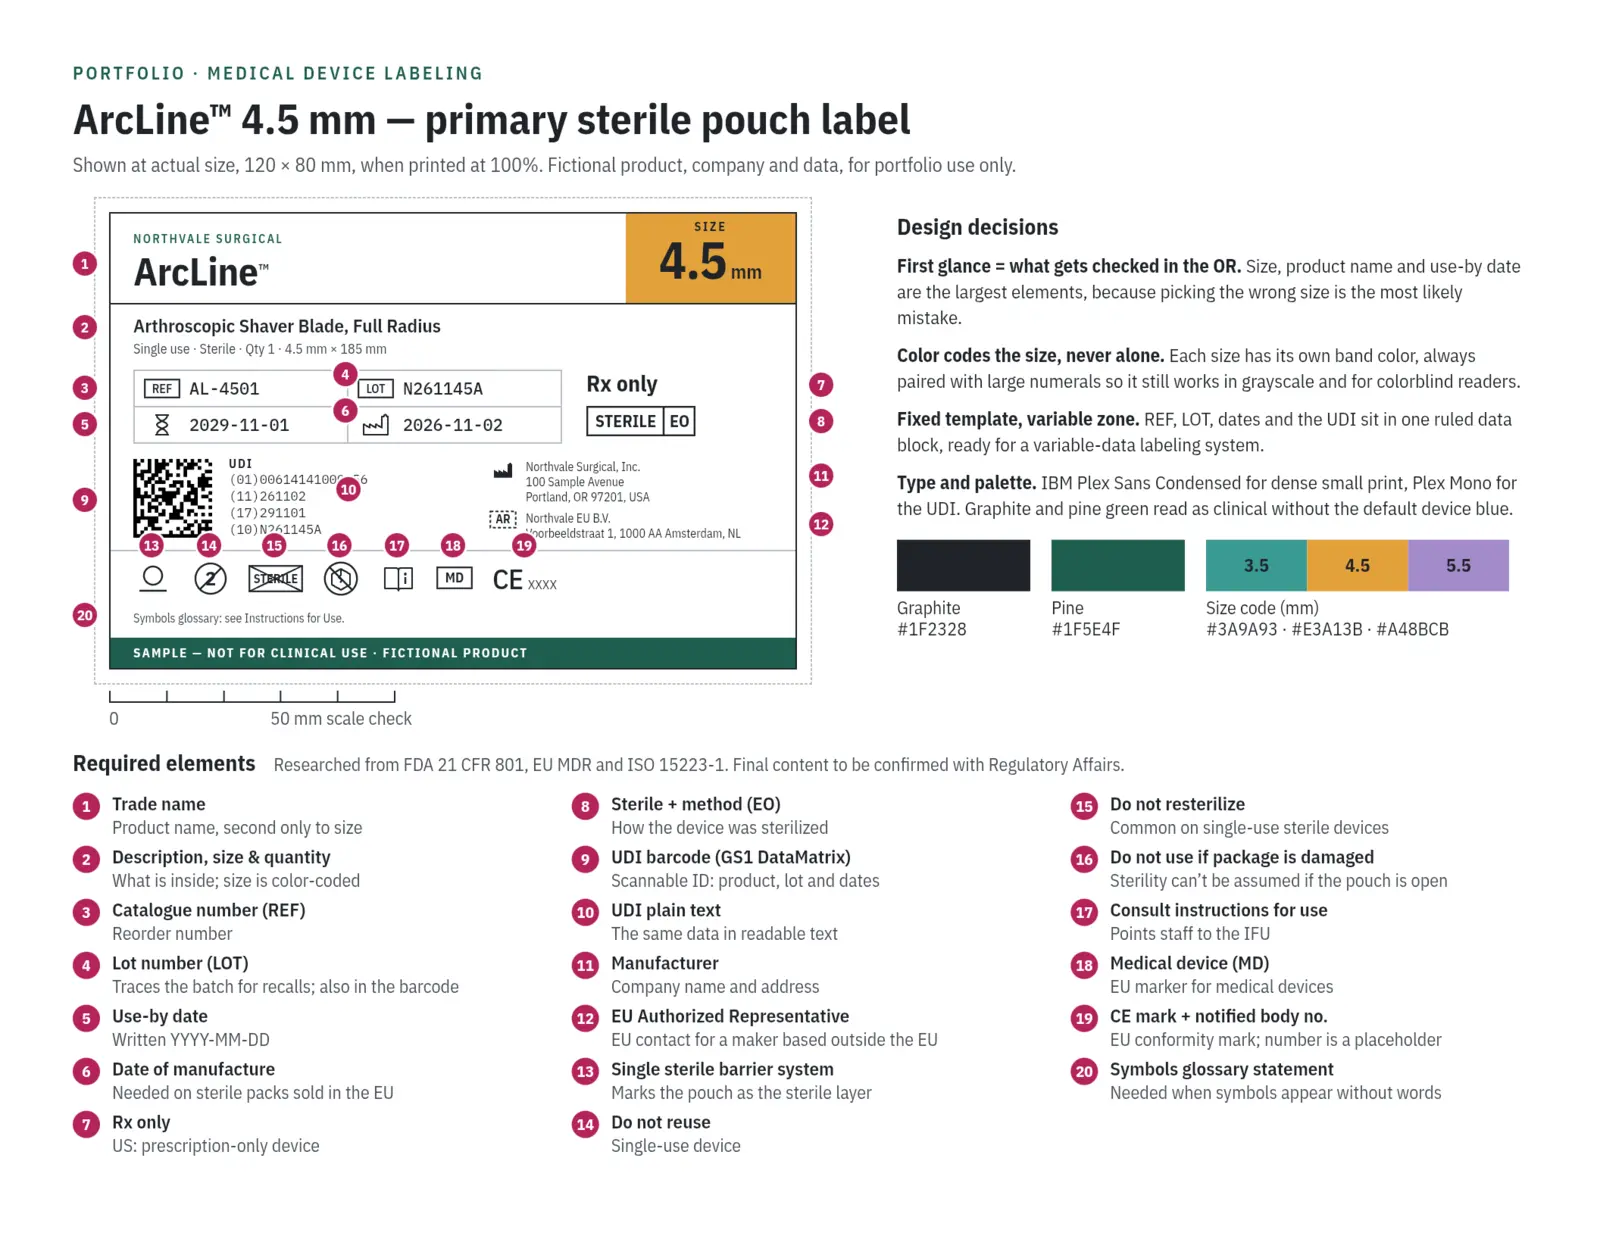 PORTFOLIO · MEDICAL DEVICE LABELING
ArcLine™ 4.5 mm — primary sterile pouch label
Shown at actual size, 120 × 80 mm, when printed at 100%. Fictional product, company and data, for portfolio use only.
NORTHVALE SURGICAL
ArcLine™
SIZE
4.5 mm
1
2
Arthroscopic Shaver Blade, Full Radius
Single use · Sterile · Qty 1 · 4.5 mm × 185 mm
3
REF AL-4501
4
LOT N261145A
5
2029-11-01
6
2026-11-02
Rx only
7
STERILE EO
8
9
UDI
(11)261102
(17)291101
(10)N261145A
10
Northvale Surgical, Inc.
100 Sample Avenue
Portland, OR 97201, USA
11
AR
Northvale EU B.V.
Voorbeeldstraat 1, 1000 AA Amsterdam, NL
12
13 14 15 16 17 18 19
2
STERILE
i
MD
CE XXXX
20
Symbols glossary: see Instructions for Use.
SAMPLE — NOT FOR CLINICAL USE · FICTIONAL PRODUCT
0
50 mm scale check
Design decisions
First glance = what gets checked in the OR. Size, product name and use-by date
are the largest elements, because picking the wrong size is the most likely
mistake.
Color codes the size, never alone. Each size has its own band color, always
paired with large numerals so it still works in grayscale and for colorblind readers.
Fixed template, variable zone. REF, LOT, dates and the UDI sit in one ruled data
block, ready for a variable-data labeling system.
Type and palette. IBM Plex Sans Condensed for dense small print, Plex Mono for
the UDI. Graphite and pine green read as clinical without the default device blue.
3.5 4.5 5.5
Graphite
#1F2328
Pine
#1F5E4F
Size code (mm)
#3A9A93 · #E3A13B · #A48BCB
Required elements Researched from FDA 21 CFR 801, EU MDR and ISO 15223-1. Final content to be confirmed with Regulatory Affairs.
1 Trade name
Product name, second only to size
2 Description, size & quantity
What is inside; size is color-coded
3 Catalogue number (REF)
Reorder number
4 Lot number (LOT)
Traces the batch for recalls; also in the barcode
5 Use-by date
Written YYYY-MM-DD
6 Date of manufacture
Needed on sterile packs sold in the EU
7 Rx only
US: prescription-only device
8 Sterile + method (EO)
How the device was sterilized
9 UDI barcode (GS1 DataMatrix)
Scannable ID: product, lot and dates
10 UDI plain text
The same data in readable text
11 Manufacturer
Company name and address
12 EU Authorized Representative
EU contact for a maker based outside the EU
13 Single sterile barrier system
Marks the pouch as the sterile layer
14 Do not reuse
Single-use device
15 Do not resterilize
Common on single-use sterile devices
16 Do not use if package is damaged
Sterility can’t be assumed if the pouch is open
17 Consult instructions for use
Points staff to the IFU
18 Medical device (MD)
EU marker for medical devices
19 CE mark + notified body no.
EU conformity mark; number is a placeholder
20 Symbols glossary statement
Needed when symbols appear without words